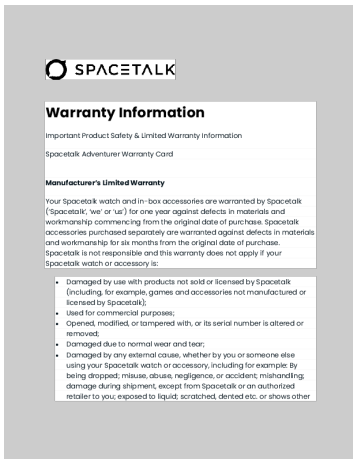 SPACETALK
Warranty Information
Important Product Safety & Limited Warranty Information
Spacetalk Adventurer Warranty Card
Manufacturer's Limited Warranty
Your Spacetalk watch and in-box accessories are warranted by Spacetalk
('Spacetalk', 'we' or 'us') for one year against defects in materials and
workmanship commencing from the original date of purchase. Spacetalk
accessories purchased separately are warranted against defects in materials
and workmanship for six months from the original date of purchase.
Spacetalk is not responsible and this warranty does not apply if your
Spacetalk watch or accessory is:
• Damaged by use with products not sold or licensed by Spacetalk
(including, for example, games and accessories not manufactured or
licensed by Spacetalk);
• Used for commercial purposes;
• Opened, modified, or tampered with, or its serial number is altered or
removed;
• Damaged due to normal wear and tear;
• Damaged by any external cause, whether by you or someone else
using your Spacetalk watch or accessory, including for example: By
being dropped; misuse, abuse, negligence, or accident; mishandling;
damage during shipment, except from Spacetalk or an authorized
retailer to you; exposed to liquid; scratched, dented etc. or shows other